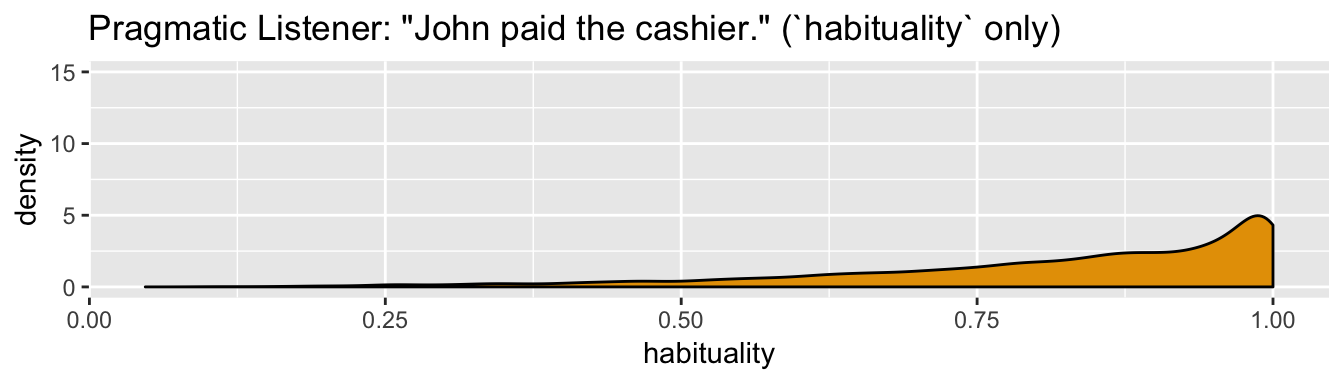 Pragmatic Listener: "John paid the cashier." (`habituality` only)
15
10
5
0
density
0.00 0.25 0.50 0.75 1.00
habituality